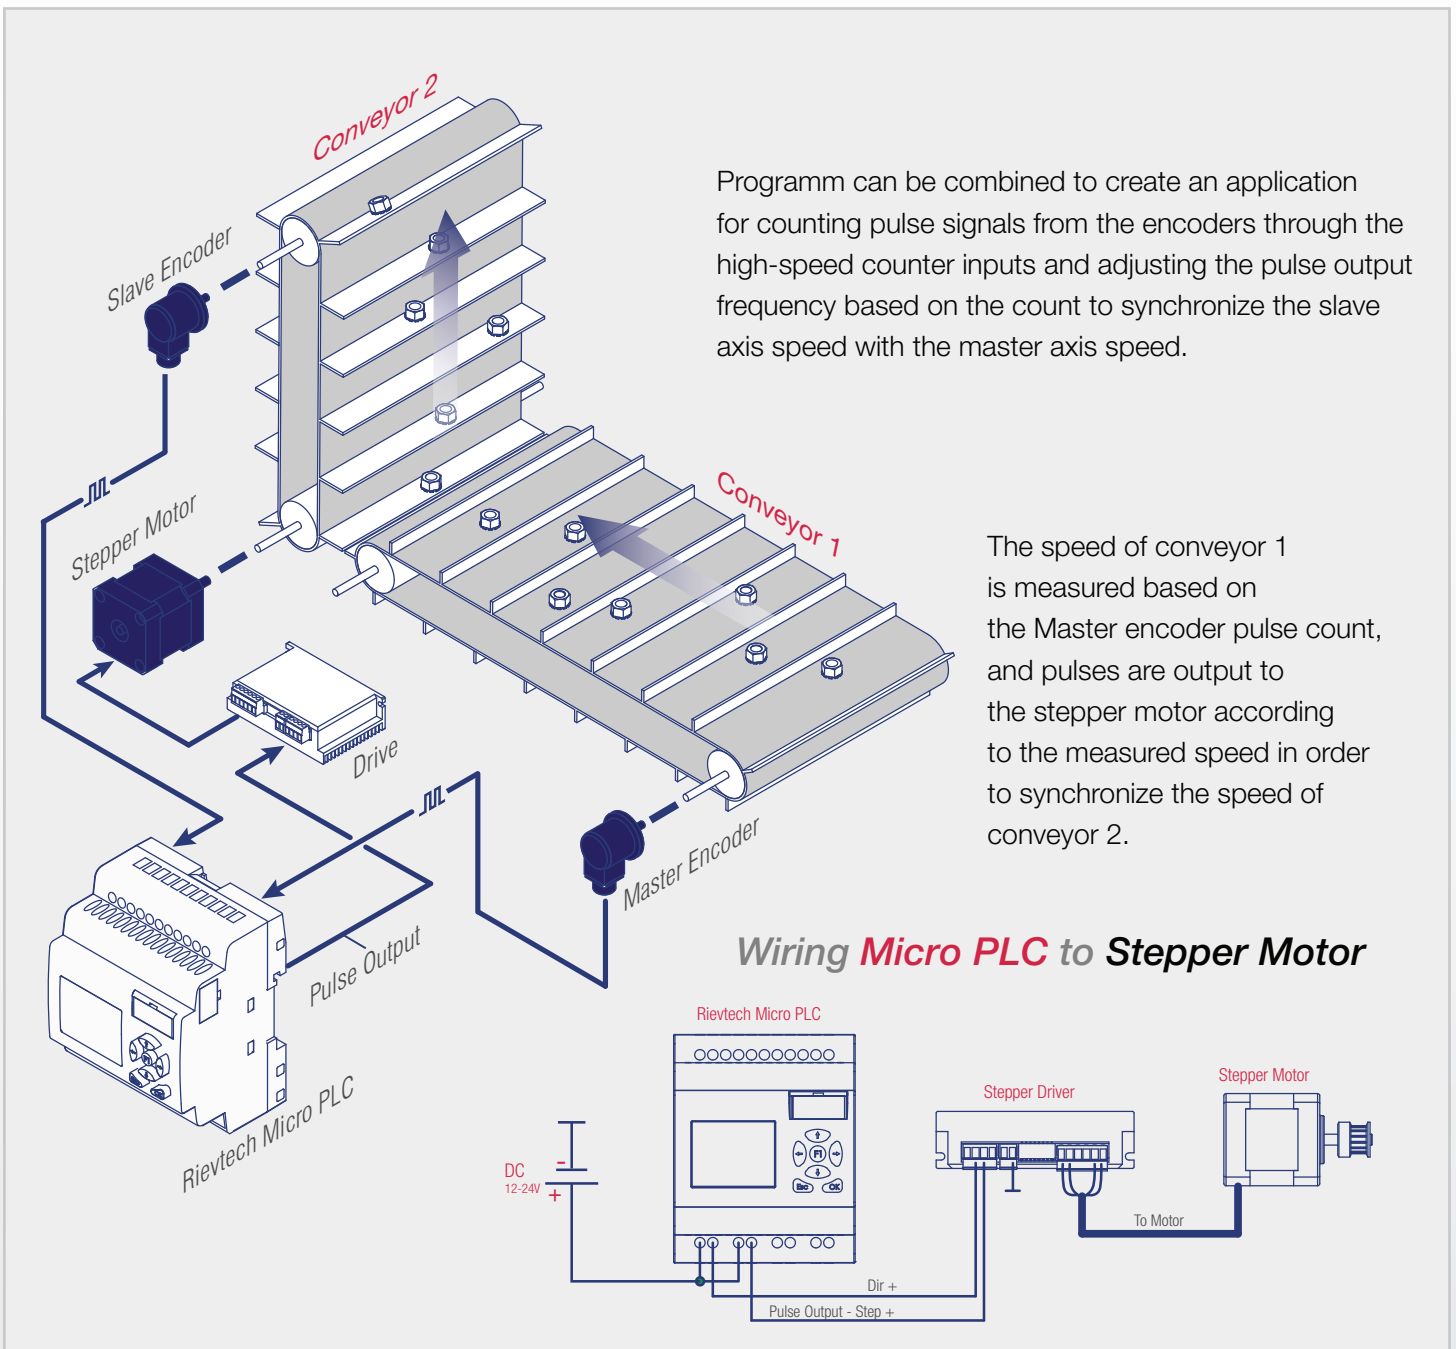 Conveyor 2
Programm can be combined to create an application
for counting pulse signals from the encoders through the
high-speed counter inputs and adjusting the pulse output
frequency based on the count to synchronize the slave
axis speed with the master axis speed.
Slave Encoder
Stepper Motor
Conveyor 1
The speed of conveyor 1
is measured based on
the Master encoder pulse count,
and pulses are output to
the stepper motor according
to the measured speed in order
to synchronize the speed of
conveyor 2.
Drive
Master Encoder
Pulse Output
Rievtech Micro PLC
Wiring Micro PLC to Stepper Motor
Rievtech Micro PLC
Stepper Driver
Stepper Motor
F1
Esc
OK
DC
12-24V
-
+
To Motor
Dir +
Pulse Output - Step +